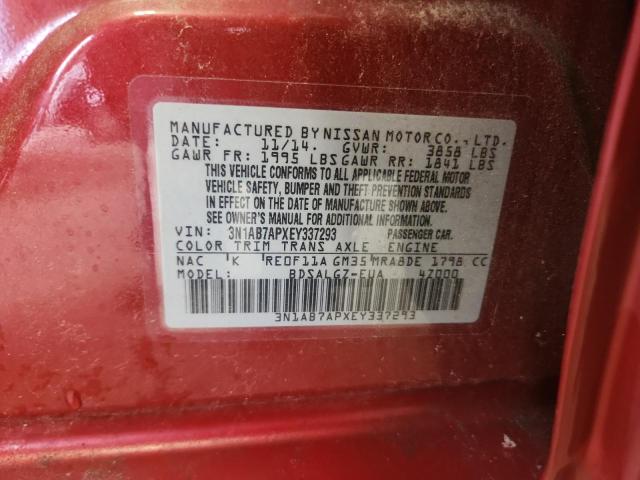 MANUFACTURED BY NISSAN MOTOR CO., LTD.
DATE: 11/14. GVWR: 3858 LBS
GAWR FR: 1995 LBS GAWR RR: 1841 LBS
THIS VEHICLE CONFORMS TO ALL APPLICABLE FEDERAL MOTOR
VEHICLE SAFETY, BUMPER AND THEFT PREVENTION STANDARDS
IN EFFECT ON THE DATE OF MANUFACTURE SHOWN ABOVE.
SEE OWNER'S MANUAL FOR ADDITIONAL INFORMATION.
VIN: 3N1AB7APXEY337293 PASSENGER CAR.
COLOR TRIM TRANS AXLE ENGINE
NAC K RE0F11A GM35 MRA8DE 1798 CC
MODEL: BDSALGZ-EUA 4Z000
3N1AB7APXEY337293